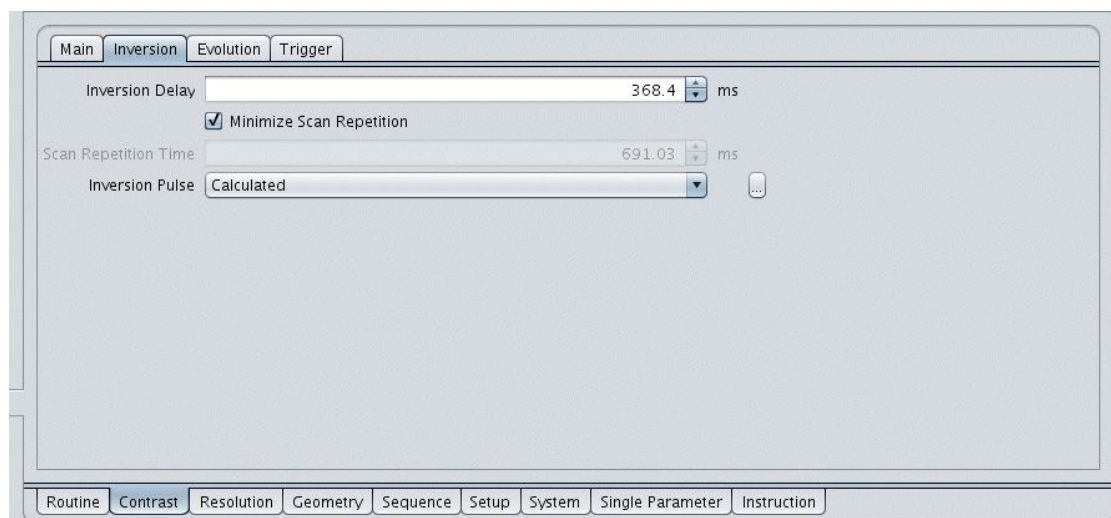 Main Inversion Evolution Trigger
Inversion Delay 368.4 ms
Minimize Scan Repetition
Scan Repetition Time 691.03 ms
Inversion Pulse Calculated ...
Routine Contrast Resolution Geometry Sequence Setup System Single Parameter Instruction